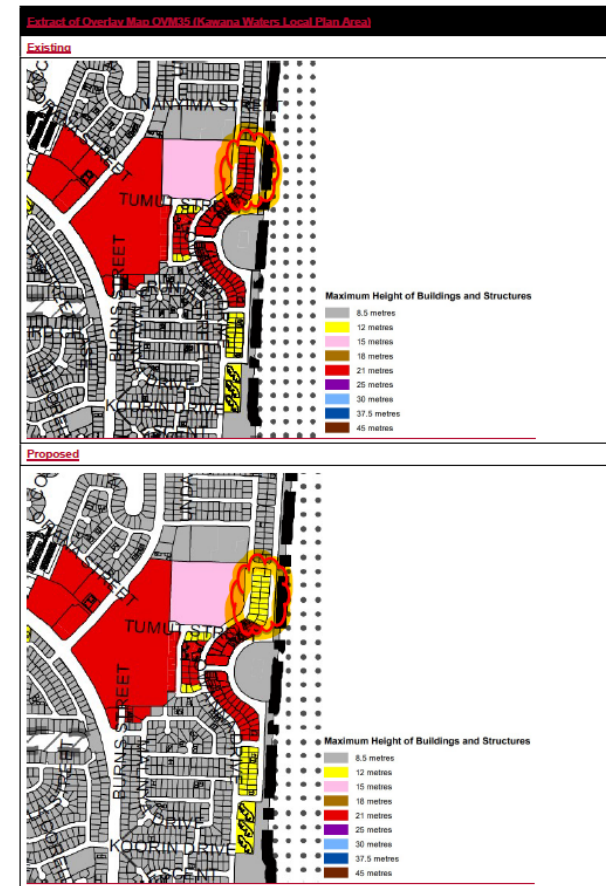 Extract of Overlay Map OVM35 (Kawana Waters Local Plan Area)
Existing
NANYIMA STREET
TUMUT STR
BURNS STREET
DRIVE
KOORIN DRIVE
Maximum Height of Buildings and Structures
8.5 metres
12 metres
15 metres
18 metres
21 metres
25 metres
30 metres
37.5 metres
45 metres
Proposed
TUMUT STR
BURNS STREET
DRIVE
KOORIN DRIVE
Maximum Height of Buildings and Structures
8.5 metres
12 metres
15 metres
18 metres
21 metres
25 metres
30 metres
37.5 metres
45 metres